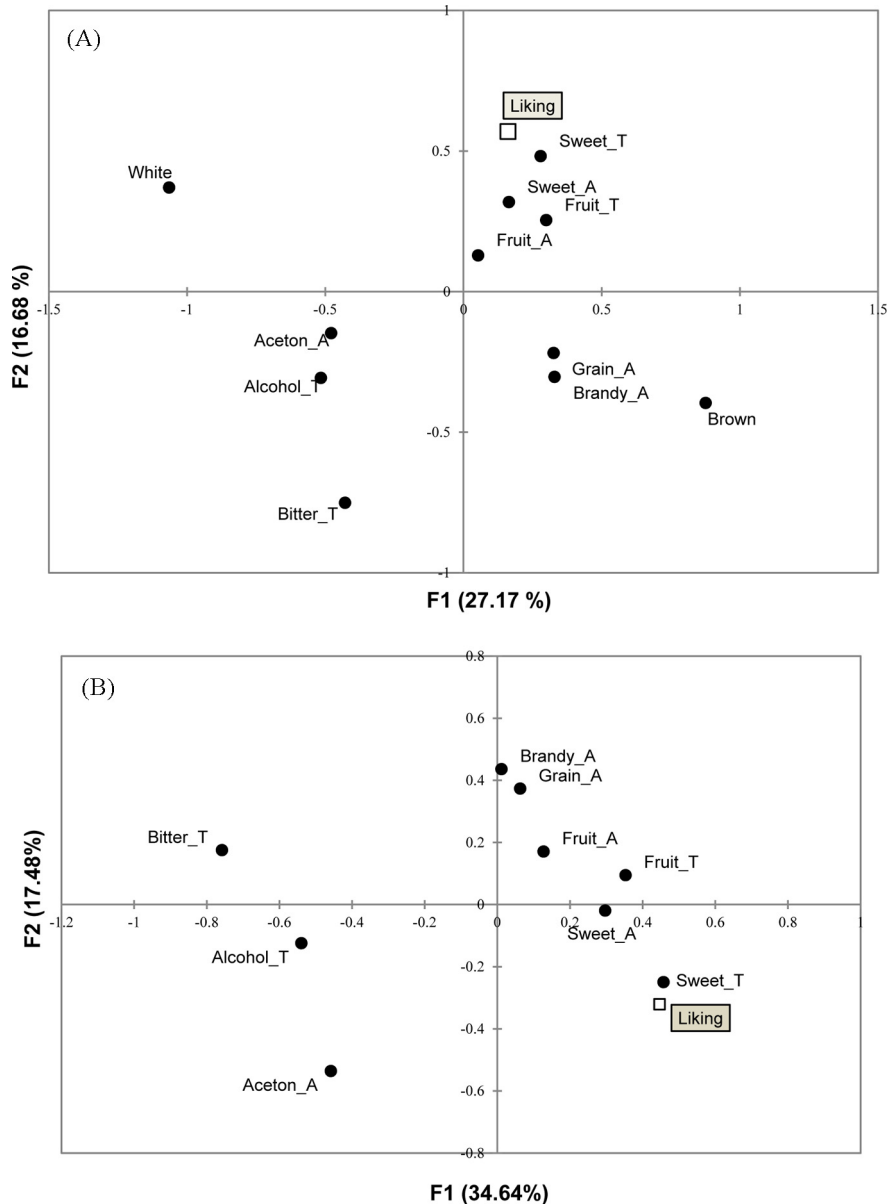 (A)
1
Liking
Sweet_T
0.5
White
Sweet_A
Fruit_T
Fruit_A
0
-1.5
-1
-0.5
0
0.5
1
1.5
Aceton_A
Grain_A
Alcohol_T
Brandy_A
Brown
-0.5
Bitter_T
-1
F2 (16.68 %)
F1 (27.17 %)
(B)
0.8
0.6
Brandy_A
Grain_A
0.4
Bitter_T
Fruit_A
0.2
Fruit_T
0
-1.2
-1
-0.8
-0.6
-0.4
-0.2
0
0.2
0.4
0.6
0.8
1
Sweet_A
Alcohol_T
-0.2
Sweet_T
Liking
-0.4
Aceton_A
-0.6
-0.8
F2 (17.48%)
F1 (34.64%)